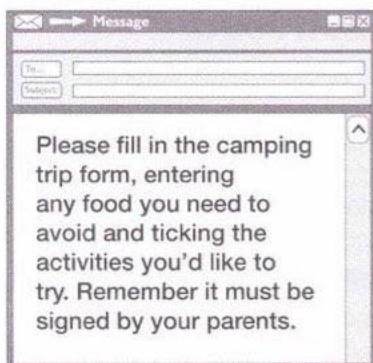 Message
To...
Subject:
Please fill in the camping
trip form, entering
any food you need to
avoid and ticking the
activities you'd like to
try. Remember it must be
signed by your parents.